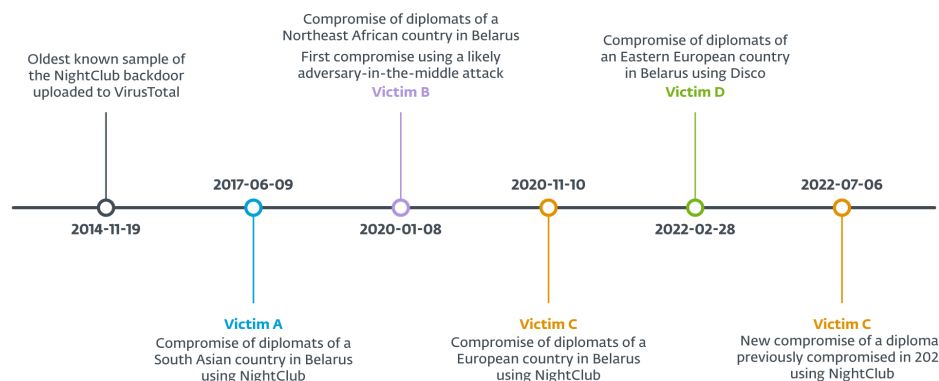 Oldest known sample of
the NightClub backdoor
uploaded to VirusTotal
2014-11-19
2017-06-09
Victim A
Compromise of diplomats of a
South Asian country in Belarus
using NightClub
Compromise of diplomats of a
Northeast African country in Belarus
First compromise using a likely
adversary-in-the-middle attack
Victim B
2020-01-08
2020-11-10
Victim C
Compromise of diplomats of a
European country in Belarus
using NightClub
Compromise of diplomats of
an Eastern European country
in Belarus using Disco
Victim D
2022-02-28
2022-07-06
Victim C
New compromise of a diploma
previously compromised in 202
using NightClub